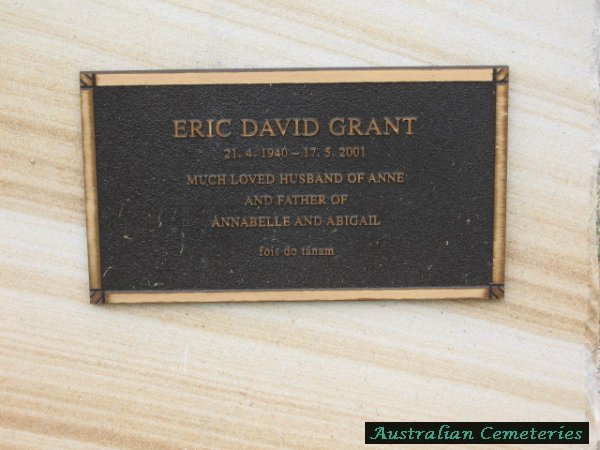 ERIC DAVID GRANT
21. 4. 1940 – 17. 5. 2001
MUCH LOVED HUSBAND OF ANNE
AND FATHER OF
ANNABELLE AND ABIGAIL
fois do tánam
Australian Cemeteries